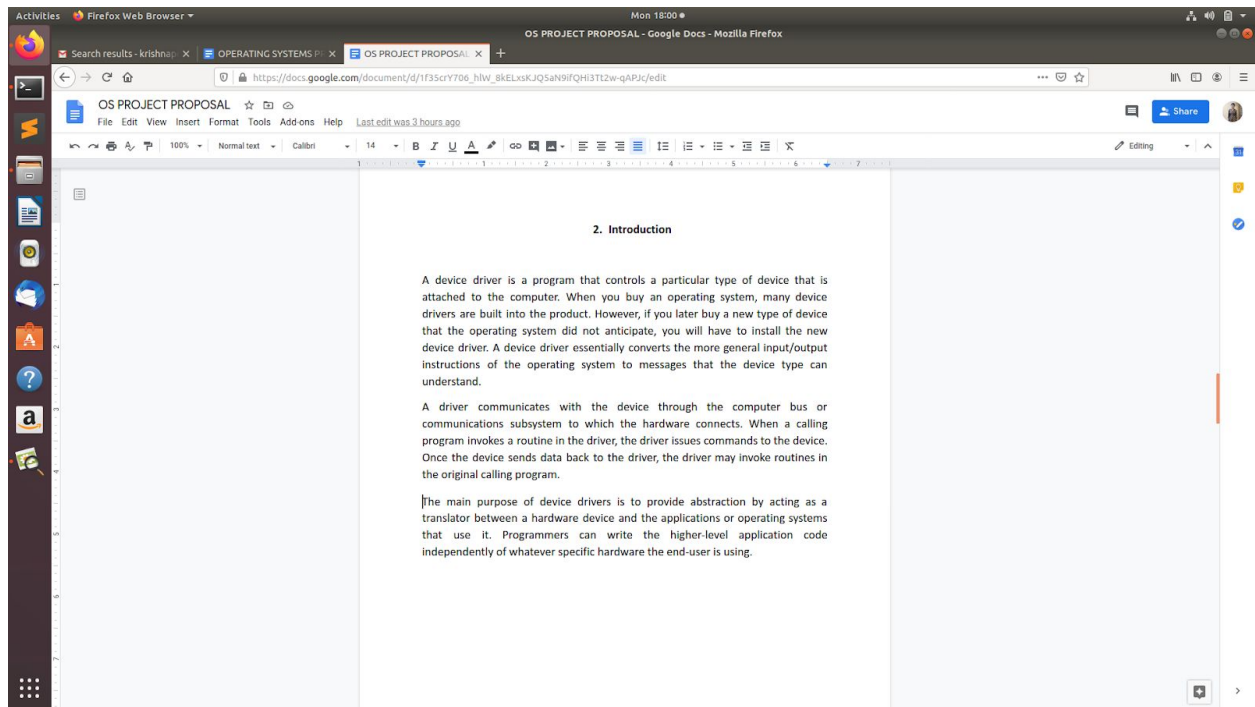 Activities Firefox Web Browser Mon 18:00
OS PROJECT PROPOSAL - Google Docs - Mozilla Firefox
Search results - krishnap OPERATING SYSTEMS OS PROJECT PROPOSAL
https://docs.google.com/document/d/1F35crY706_hlW_8kELxsKJQ5aN9ifQHi3Tt2w-qAPJc/edit
OS PROJECT PROPOSAL
File Edit View Insert Format Tools Add-ons Help Last edit was 3 hours ago
Share
100% Normal text Calibri 14 B I U A Editing
1 1 2 3 4 5 6 7
2. Introduction
A device driver is a program that controls a particular type of device that is
attached to the computer. When you buy an operating system, many device
drivers are built into the product. However, if you later buy a new type of device
that the operating system did not anticipate, you will have to install the new
device driver. A device driver essentially converts the more general input/output
instructions of the operating system to messages that the device type can
understand.
A driver communicates with the device through the computer bus or
communications subsystem to which the hardware connects. When a calling
program invokes a routine in the driver, the driver issues commands to the device.
Once the device sends data back to the driver, the driver may invoke routines in
the original calling program.
The main purpose of device drivers is to provide abstraction by acting as a
translator between a hardware device and the applications or operating systems
that use it. Programmers can write the higher-level application code
independently of whatever specific hardware the end-user is using.